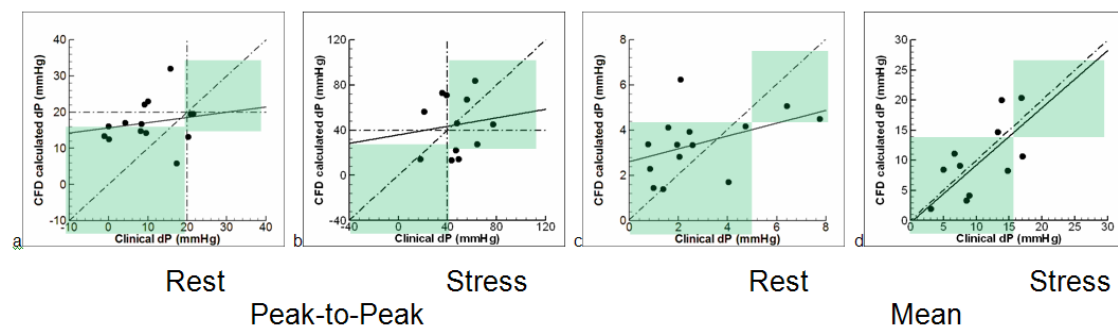 40
30
20
10
0
-10
-10 0 10 20 30 40
CFD calculated dP (mmHg)
Clinical dP (mmHg)
a
120
80
40
0
-40
-40 0 40 80 120
CFD calculated dP (mmHg)
Clinical dP (mmHg)
b
8
6
4
2
0
0 2 4 6 8
CFD calculated dP (mmHg)
Clinical dP (mmHg)
c
30
25
20
15
10
5
0
0 5 10 15 20 25 30
CFD calculated dP (mmHg)
Clinical dP (mmHg)
d
Rest Stress Rest Stress
Peak-to-Peak Mean